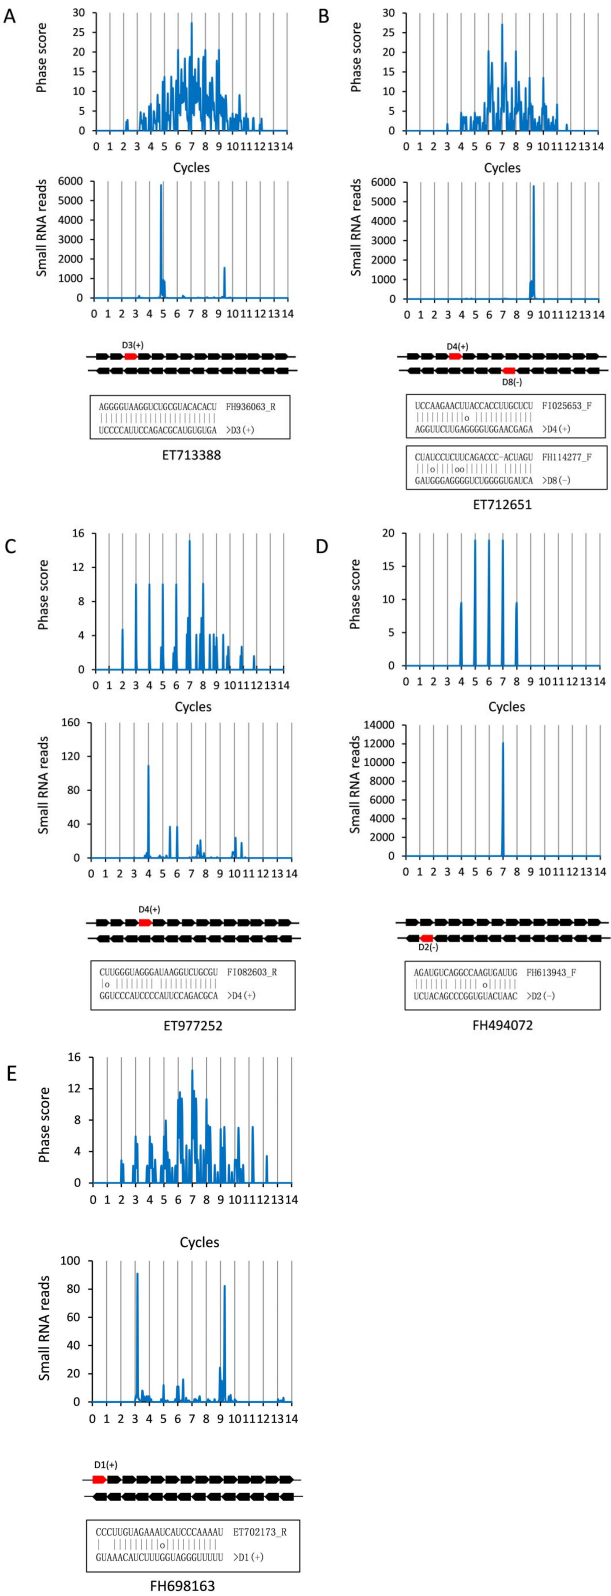 A
Phase score
30
25
20
15
10
5
0
0 1 2 3 4 5 6 7 8 9 10 11 12 13 14
Cycles
Small RNA reads
6000
5000
4000
3000
2000
1000
0
0 1 2 3 4 5 6 7 8 9 10 11 12 13 14
D3(+)
AGGGGUAAGGUCUGCGUACACACU FH936063_R
||||||||||||||||||||||
UCCCCAUUCCAGACGCAUGUGUGA >D3(+)
ET713388
B
Phase score
30
25
20
15
10
5
0
0 1 2 3 4 5 6 7 8 9 10 11 12 13 14
Small RNA reads
6000
5000
4000
3000
2000
1000
0
0 1 2 3 4 5 6 7 8 9 10 11 12 13 14
D4(+)
D8(-)
UCCAAGAACUUACCACCUUGCUCU FI025653_F
||||||||||o||||||||||||
AGGUUCUUGAGGGGUGGAACGAGA >D4(+)
CUAUCCUCUUCAGACCC-ACUAGU FH114277_F
|||o||||oo||||||| ||||||
GAUGGGAGGGGUCUGGGGUGAUCA >D8(-)
ET712651
C
Phase score
16
12
8
4
0
0 1 2 3 4 5 6 7 8 9 10 11 12 13 14
Cycles
Small RNA reads
160
120
80
40
0
0 1 2 3 4 5 6 7 8 9 10 11 12 13 14
D4(+)
CUUGGGUAGGGAUAAGGUCUGCGU FI082603_R
|o |||||||| ||||||||||||
GGUCCCAUCCCCAUUCCAGACGCA >D4(+)
ET977252
D
Phase score
20
15
10
5
0
0 1 2 3 4 5 6 7 8 9 10 11 12 13 14
Cycles
Small RNA reads
14000
12000
10000
8000
6000
4000
2000
0
0 1 2 3 4 5 6 7 8 9 10 11 12 13 14
D2(-)
AGAUGUCAGGCCAAGUGAUUG FH613943_F
||||||| ||||| o||||||
UCUACAGCCCGGUGUACUAAC >D2(-)
FH494072
E
Phase score
16
12
8
4
0
0 1 2 3 4 5 6 7 8 9 10 11 12 13 14
Cycles
Small RNA reads
100
80
60
40
20
0
0 1 2 3 4 5 6 7 8 9 10 11 12 13 14
D1(+)
CCCUUGUAGAAAUCAUCCCAAAAU ET702173_R
| |||||||||o||||||||||
GUAAACAUCUUUGGUAGGGUUUUU >D1(+)
FH698163